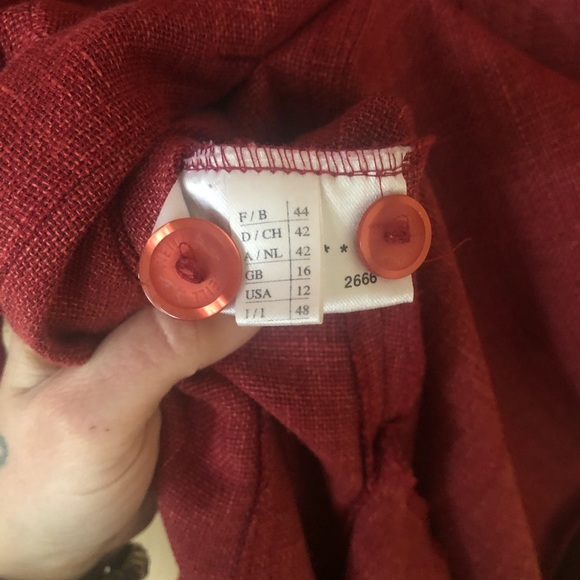 F / B 44
D / CH 42
A / NL 42
GB 16
USA 12
I / I 48
* *
2666